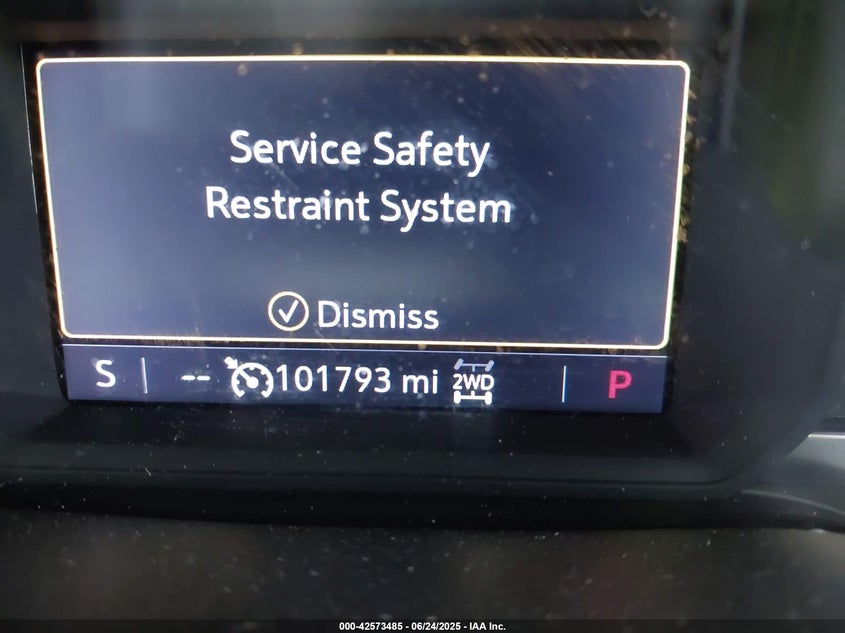 Service Safety
Restraint System
Dismiss
S -- 101793 mi 2WD P
000-42573485 - 06/24/2025 - IAA Inc.